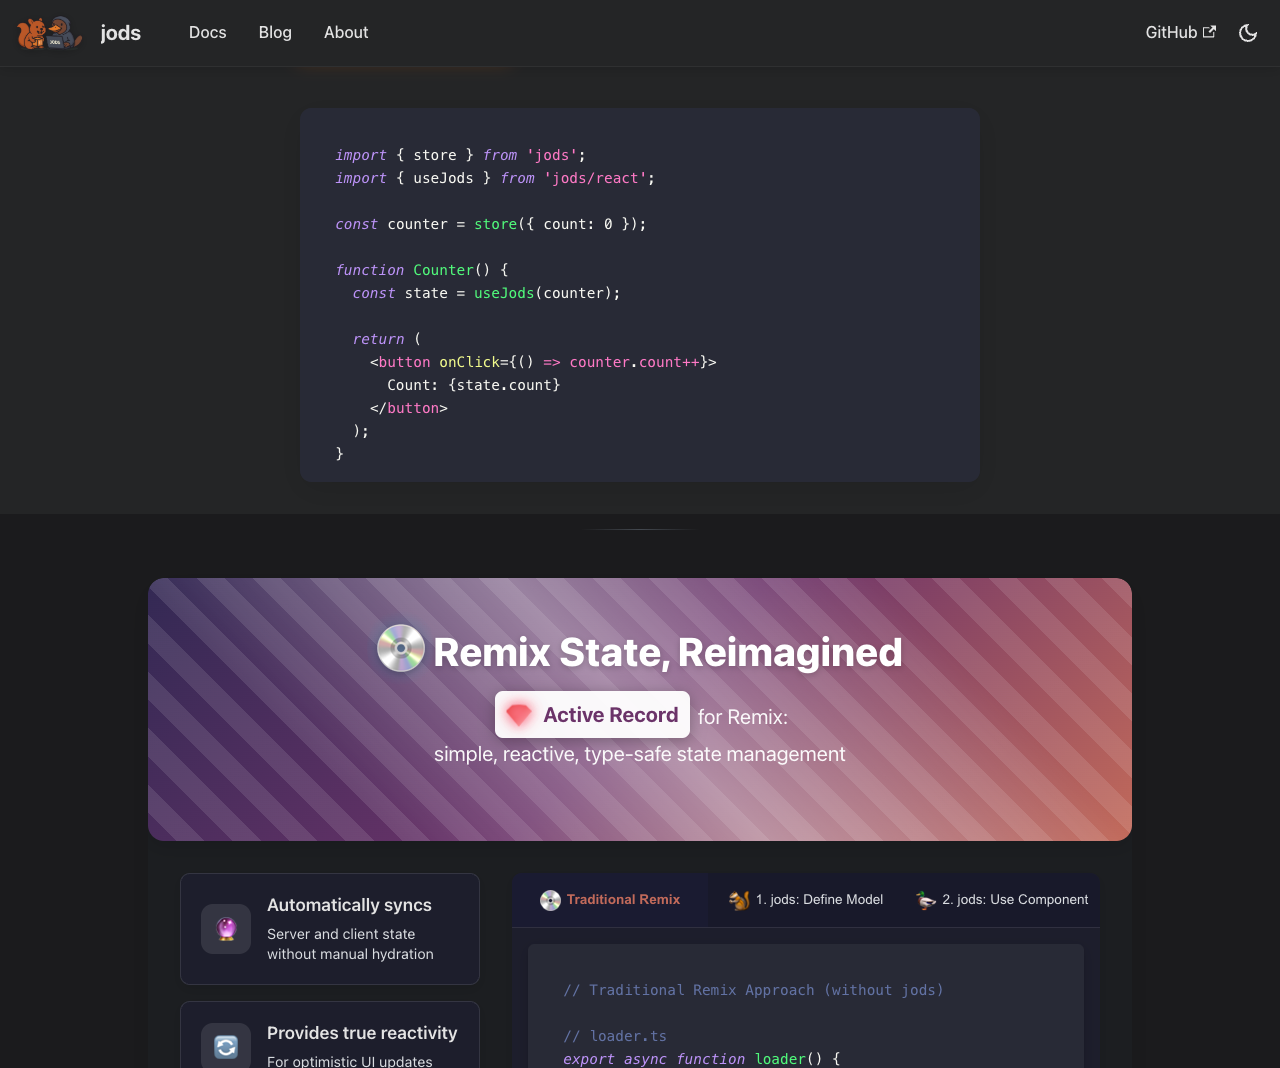 jods
Docs
Blog
About
GitHub
import { store } from 'jods';
import { useJods } from 'jods/react';
const counter = store({ count: 0 });
function Counter() {
const state = useJods(counter);
return (
<button onClick={() => counter.count++}>
Count: {state.count}
</button>
);
}
Remix State, Reimagined
Active Record for Remix:
simple, reactive, type-safe state management
Automatically syncs
Server and client state
without manual hydration
Provides true reactivity
For optimistic UI updates
Traditional Remix
1. jods: Define Model
2. jods: Use Component
// Traditional Remix Approach (without jods)
// loader.ts
export async function loader() {